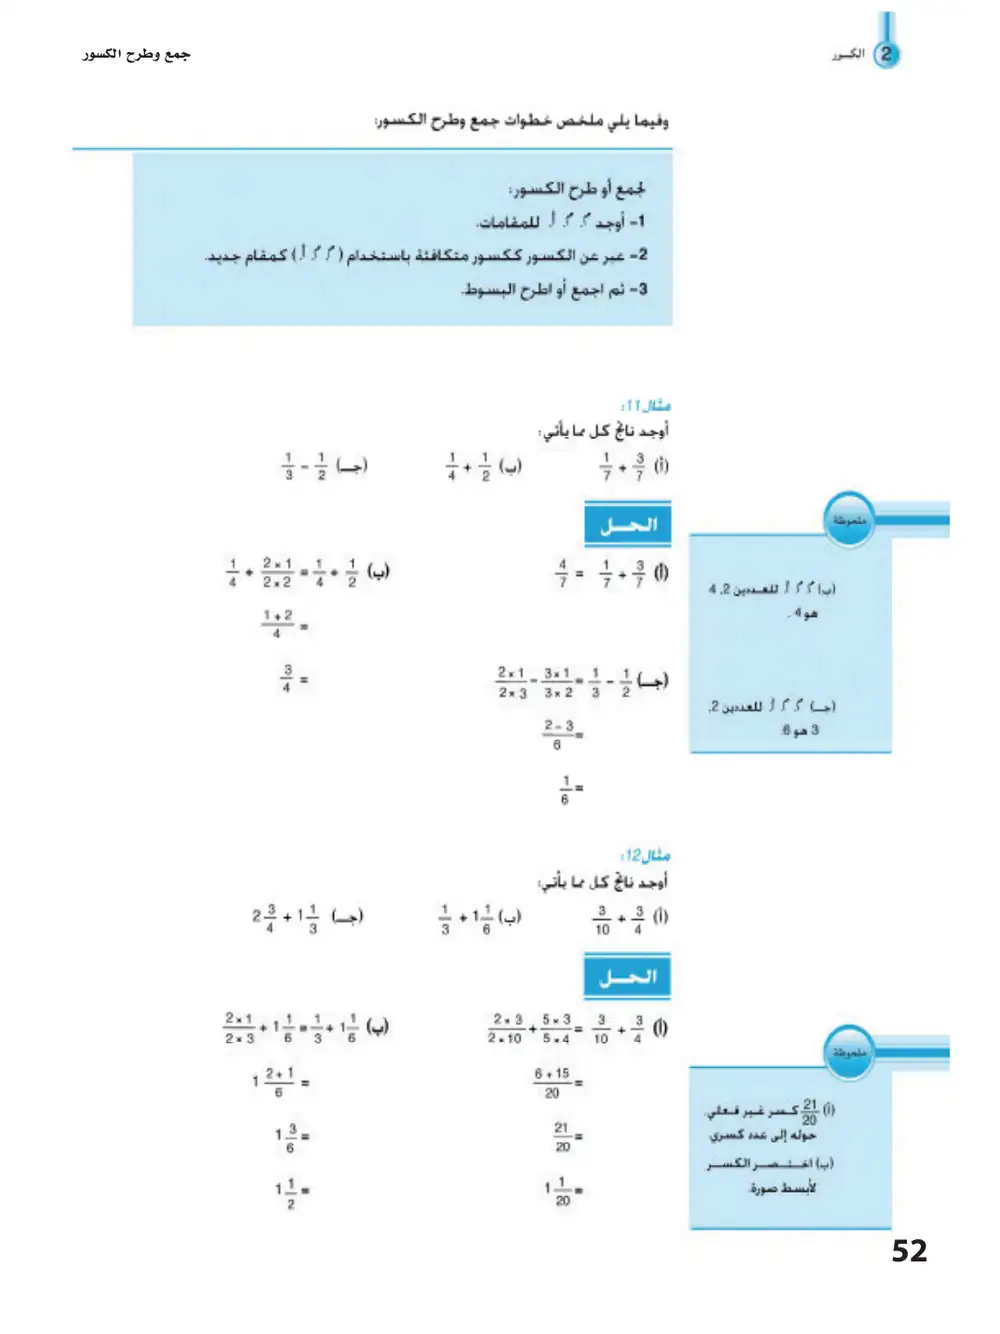 2 الكسور
جمع وطرح الكسور
وفيما يلي ملخص خطوات جمع وطرح الكسور:
لجمع أو طرح الكسور:
1- أوجد م م أ للمقامات.
2- عبر عن الكسور ككسور متكافئة باستخدام (م م أ) كمقام جديد.
3- ثم اجمع أو اطرح البسوط.
مثال11:
أوجد ناتج كل مما يأتي:
(أ) 3/7 + 1/7 (ب) 1/2 + 1/4 (جـ) 1/2 - 1/3
الحـل
(أ) 3/7 + 1/7 = 4/7
(ب) 1/2 + 1/4 = 2×1/2×2 + 1/4
= 1+2/4
= 3/4
(جـ) 1/2 - 1/3 = 3×1/3×2 - 2×1/2×3
= 2-3/6
= 1/6
ملحوظة
(ب) م م أ للعددين 2، 4
هو 4 .
(جـ) م م أ للعددين 2،
3 هو 6.
مثال12:
أوجد ناتج كل مما يأتي:
(أ) 3/4 + 3/10 (ب) 1 1/6 + 1/3 (جـ) 1 1/3 + 2 3/4
الحـل
(أ) 3/4 + 3/10 = 5×3/5×4 + 2×3/2×10
= 6+15/20
= 21/20
= 1 1/20
(ب) 1 1/6 + 1/3 = 1 1/6 + 2×1/2×3
= 1 2+1/6
= 1 3/6
= 1 1/2
ملحوظة
(أ) 21/20 كسر غير فعلي.
حوله إلى عدد كسري.
(ب) اختصر الكسر
لأبسط صورة.
52